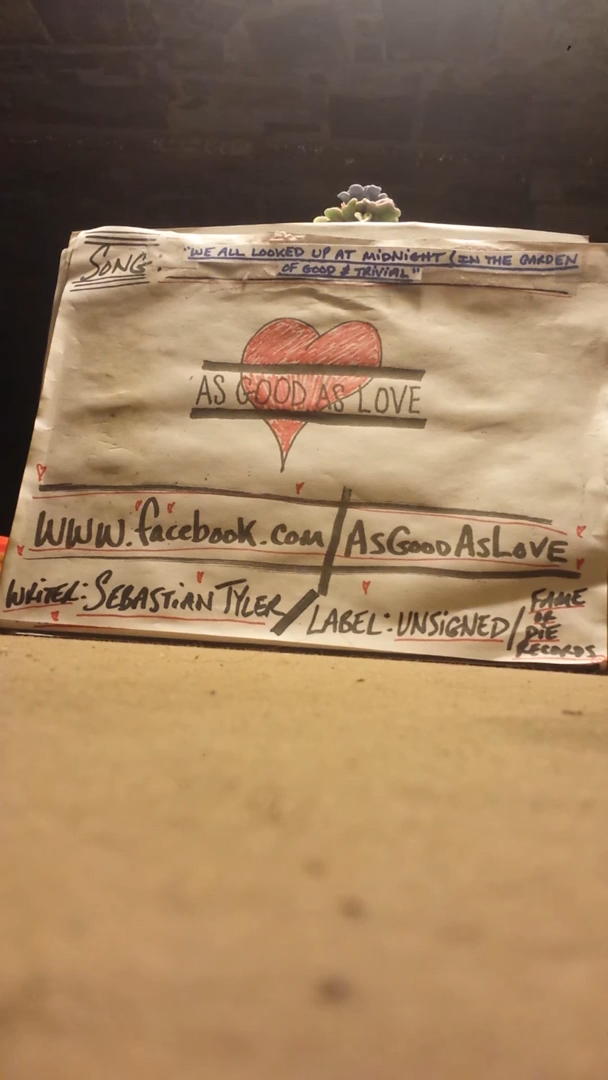 SONG.
"WE ALL LOOKED UP AT MIDNIGHT (IN THE GARDEN
OF GOOD & TRIVIAL"
AS GOOD AS LOVE
www.facebook.com/AsGoodAsLove
WRITER: SEBASTIAN TYLER/LABEL: UNSIGNED/FAME
OR
DIE
RECORDS